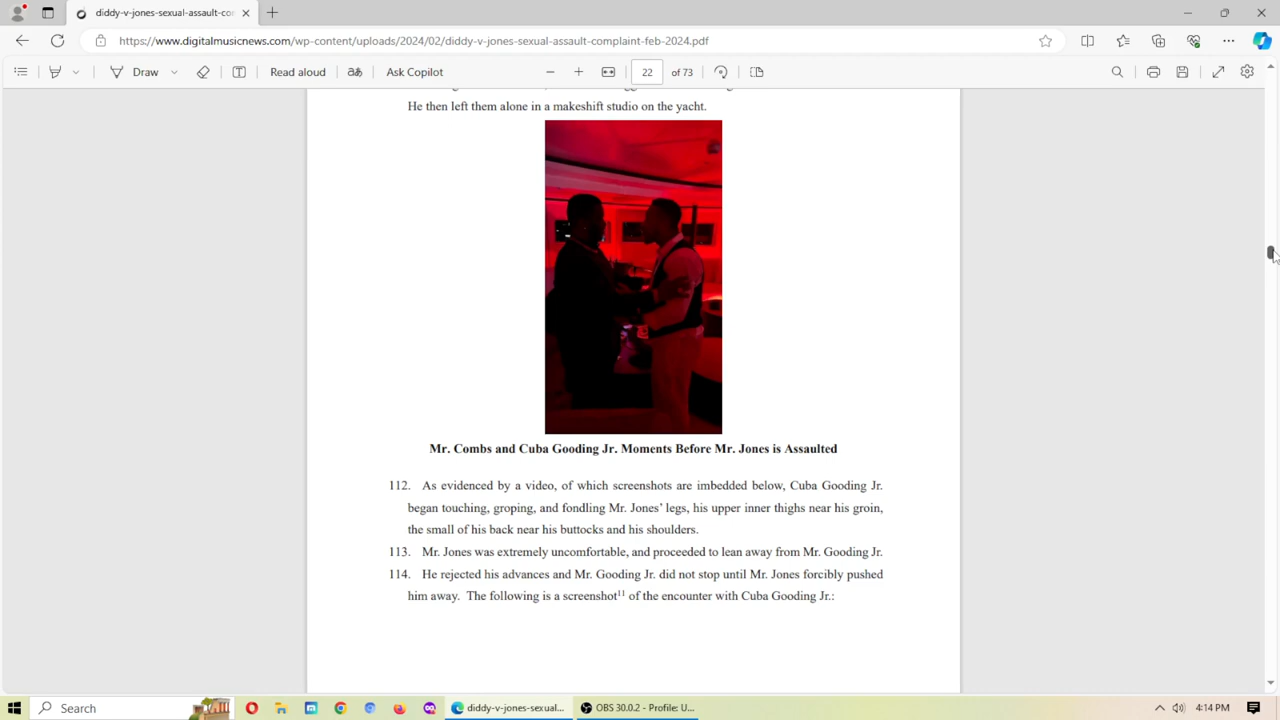 diddy-v-jones-sexual-assault-co
https://www.digitalmusicnews.com/wp-content/uploads/2024/02/diddy-v-jones-sexual-assault-complaint-feb-2024.pdf
Draw Read aloud Ask Copilot 22 of 73
He then left them alone in a makeshift studio on the yacht.
Mr. Combs and Cuba Gooding Jr. Moments Before Mr. Jones is Assaulted
112. As evidenced by a video, of which screenshots are imbedded below, Cuba Gooding Jr.
began touching, groping, and fondling Mr. Jones’ legs, his upper inner thighs near his groin,
the small of his back near his buttocks and his shoulders.
113. Mr. Jones was extremely uncomfortable, and proceeded to lean away from Mr. Gooding Jr.
114. He rejected his advances and Mr. Gooding Jr. did not stop until Mr. Jones forcibly pushed
him away. The following is a screenshot11 of the encounter with Cuba Gooding Jr.:
Search diddy-v-jones-sexual... OBS 30.0.2 - Profile: U... 4:14 PM